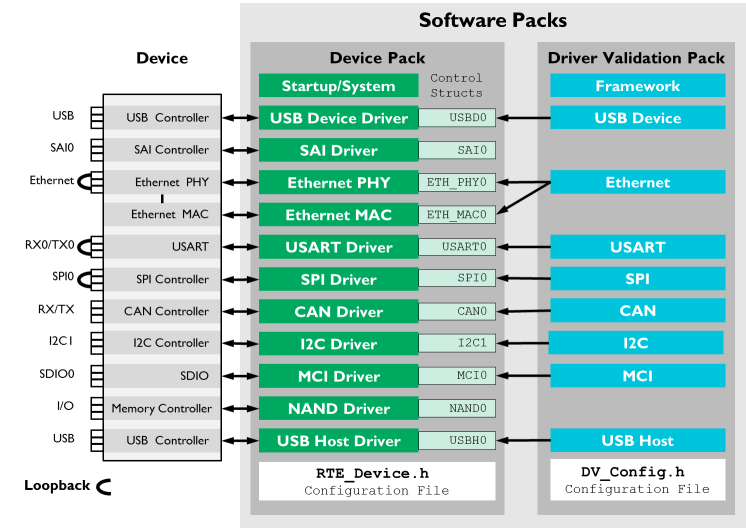 Software Packs
Device
Device Pack
Driver Validation Pack
Startup/System
Control
Structs
Framework
USB
USB Controller
USB Device Driver
USBD0
USB Device
SAI0
SAI Controller
SAI Driver
SAI0
Ethernet
Ethernet PHY
Ethernet PHY
ETH_PHY0
Ethernet
Ethernet MAC
Ethernet MAC
ETH_MAC0
RX0/TX0
USART
USART Driver
USART0
USART
SPI0
SPI Controller
SPI Driver
SPI0
SPI
RX/TX
CAN Controller
CAN Driver
CAN0
CAN
I2C1
I2C Controller
I2C Driver
I2C1
I2C
SDIO0
SDIO
MCI Driver
MCI0
MCI
I/O
Memory Controller
NAND Driver
NAND0
USB
USB Controller
USB Host Driver
USBH0
USB Host
RTE_Device.h
Configuration File
DV_Config.h
Configuration File
Loopback